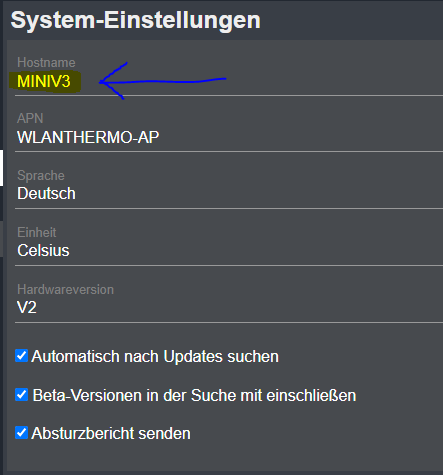 System-Einstellungen
Hostname
MINIV3
APN
WLANTHERMO-AP
Sprache
Deutsch
Einheit
Celsius
Hardwareversion
V2
Automatisch nach Updates suchen
Beta-Versionen in der Suche mit einschließen
Absturzbericht senden